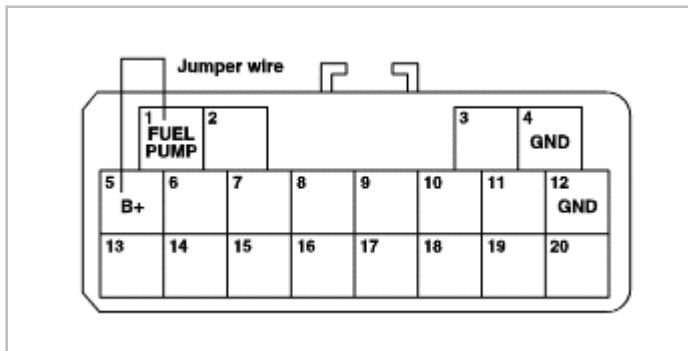 Jumper wire
1 2 3 4
FUEL GND
PUMP
5 6 7 8 9 10 11 12
B+ GND
13 14 15 16 17 18 19 20